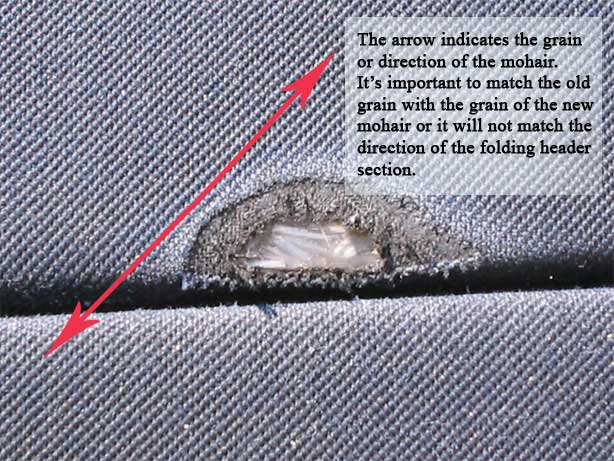 The arrow indicates the grain
or direction of the mohair.
It's important to match the old
grain with the grain of the new
mohair or it will not match the
direction of the folding header
section.